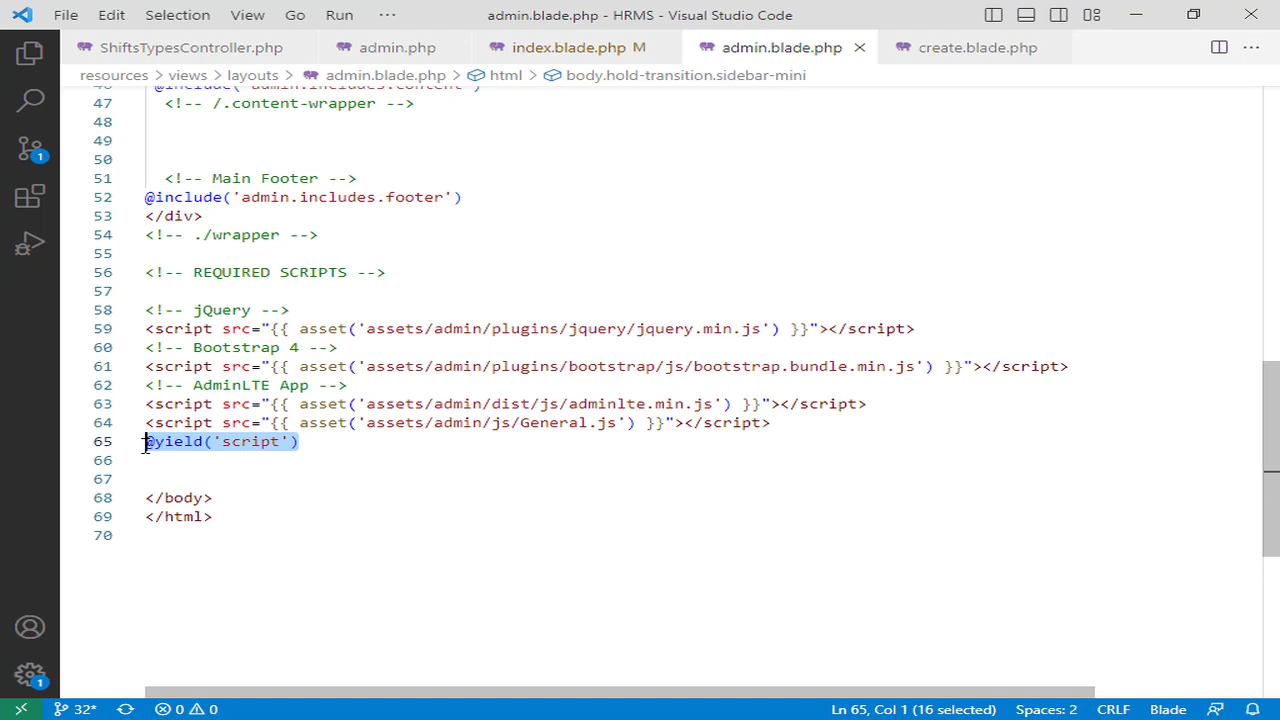 File Edit Selection View Go Run ··· admin.blade.php - HRMS - Visual Studio Code
ShiftsTypesController.php admin.php index.blade.php M admin.blade.php create.blade.php
resources > views > layouts > admin.blade.php > html > body.hold-transition.sidebar-mini
46 @include('admin.includes.content')
47 <!-- /.content-wrapper -->
48
49
50
51 <!-- Main Footer -->
52 @include('admin.includes.footer')
53 </div>
54 <!-- ./wrapper -->
55
56 <!-- REQUIRED SCRIPTS -->
57
58 <!-- jQuery -->
59 <script src="{{ asset('assets/admin/plugins/jquery/jquery.min.js') }}"></script>
60 <!-- Bootstrap 4 -->
61 <script src="{{ asset('assets/admin/plugins/bootstrap/js/bootstrap.bundle.min.js') }}"></script>
62 <!-- AdminLTE App -->
63 <script src="{{ asset('assets/admin/dist/js/adminlte.min.js') }}"></script>
64 <script src="{{ asset('assets/admin/js/General.js') }}"></script>
65 @yield('script')
66
67
68 </body>
69 </html>
70
1
1
32* 0 0 Ln 65, Col 1 (16 selected) Spaces: 2 CRLF Blade